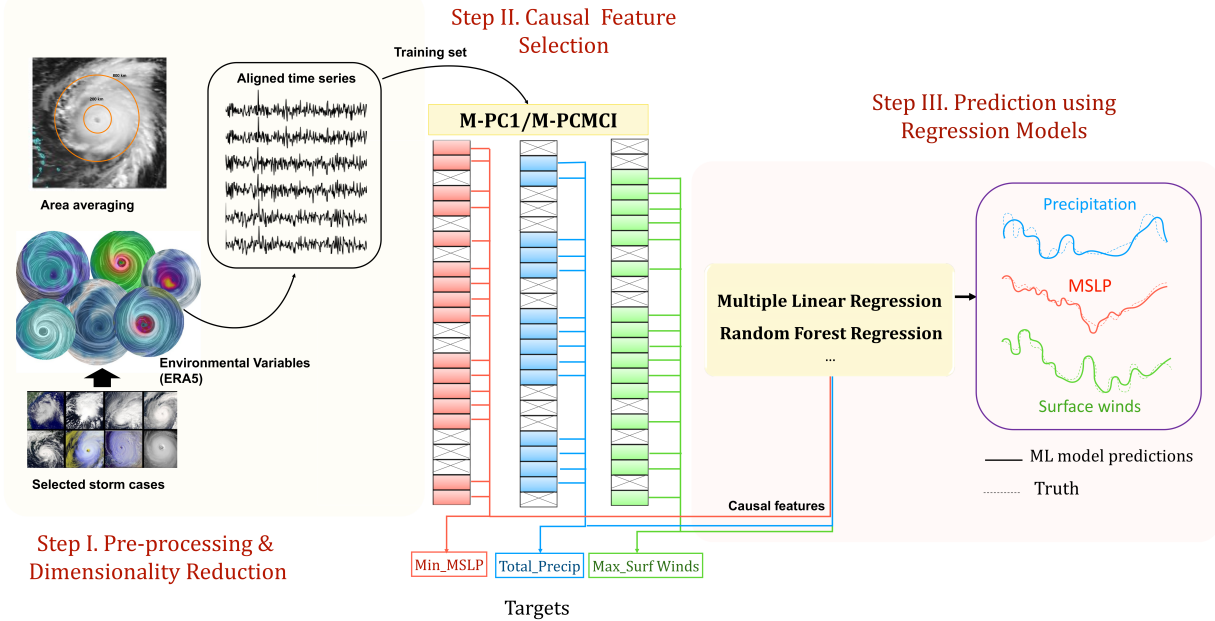 Step II. Causal Feature
Selection
Training set
Aligned time series
600 km
200 km
M-PC1/M-PCMCI
Step III. Prediction using
Regression Models
Area averaging
Precipitation
MSLP
Surface winds
Multiple Linear Regression
Random Forest Regression
...
Environmental Variables
(ERA5)
ML model predictions
Truth
Selected storm cases
Causal features
Step I. Pre-processing &
Dimensionality Reduction
Min_MSLP
Total_Precip
Max_Surf Winds
Targets